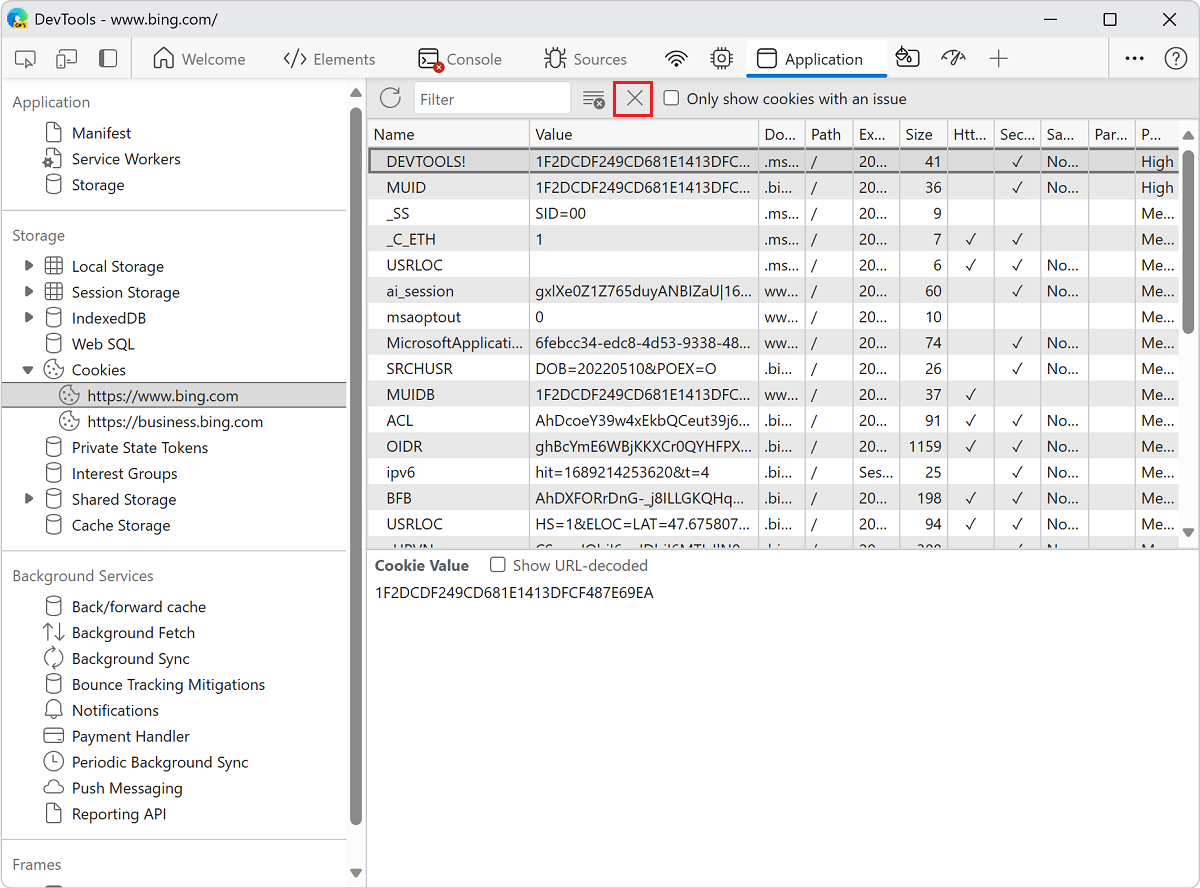 DevTools - www.bing.com/
Welcome Elements Console Sources Application
Application
Manifest
Service Workers
Storage
Storage
Local Storage
Session Storage
IndexedDB
Web SQL
Cookies
https://www.bing.com
https://business.bing.com
Private State Tokens
Interest Groups
Shared Storage
Cache Storage
Background Services
Back/forward cache
Background Fetch
Background Sync
Bounce Tracking Mitigations
Notifications
Payment Handler
Periodic Background Sync
Push Messaging
Reporting API
Frames
Filter Only show cookies with an issue
Name Value Do... Path Ex... Size Htt... Sec... Sa... Par... P...
DEVTOOLS! 1F2DCDF249CD681E1413DFC... .ms... / 20... 41 ✓ No... High
MUID 1F2DCDF249CD681E1413DFC... .bi... / 20... 36 ✓ No... High
_SS SID=00 .ms... / 20... 9 Me...
_C_ETH 1 .ms... / 20... 7 ✓ ✓ Me...
USRLOC .ms... / 20... 6 ✓ ✓ No... Me...
ai_session gxlXe0Z1Z765duyANBIZaU|16... ww... / 20... 60 ✓ No... Me...
msaoptout 0 ww... / 20... 10 Me...
MicrosoftApplicati... 6febcc34-edc8-4d53-9338-48... ww... / 20... 74 ✓ No... Me...
SRCHUSR DOB=20220510&POEX=O .bi... / 20... 26 ✓ No... Me...
MUIDB 1F2DCDF249CD681E1413DFC... ww... / 20... 37 ✓ Me...
ACL AhDcoeY39w4xEkbQCeut39j6... .bi... / 20... 91 ✓ ✓ No... Me...
OIDR ghBcYmE6WBjKKXCr0QYHFPX... .bi... / 20... 1159 ✓ ✓ No... Me...
ipv6 hit=1689214253620&t=4 .bi... / Ses... 25 ✓ No... Me...
BFB AhDXFORrDnG-_j8ILLGKQHq... .bi... / 20... 198 ✓ ✓ No... Me...
USRLOC HS=1&ELOC=LAT=47.675807... .bi... / 20... 94 ✓ ✓ No... Me...
Cookie Value Show URL-decoded
1F2DCDF249CD681E1413DFCF487E69EA